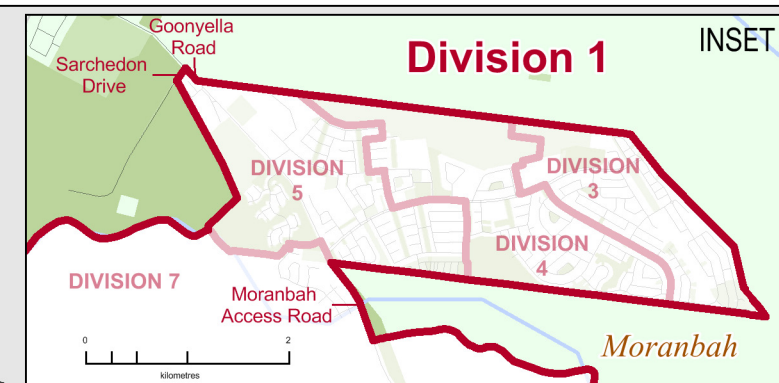 Goonyella
Road
Division 1
INSET
Sarchedon
Drive
DIVISION
5
DIVISION
3
DIVISION
4
DIVISION 7
Moranbah
Access Road
Moranbah
0 2
kilometres